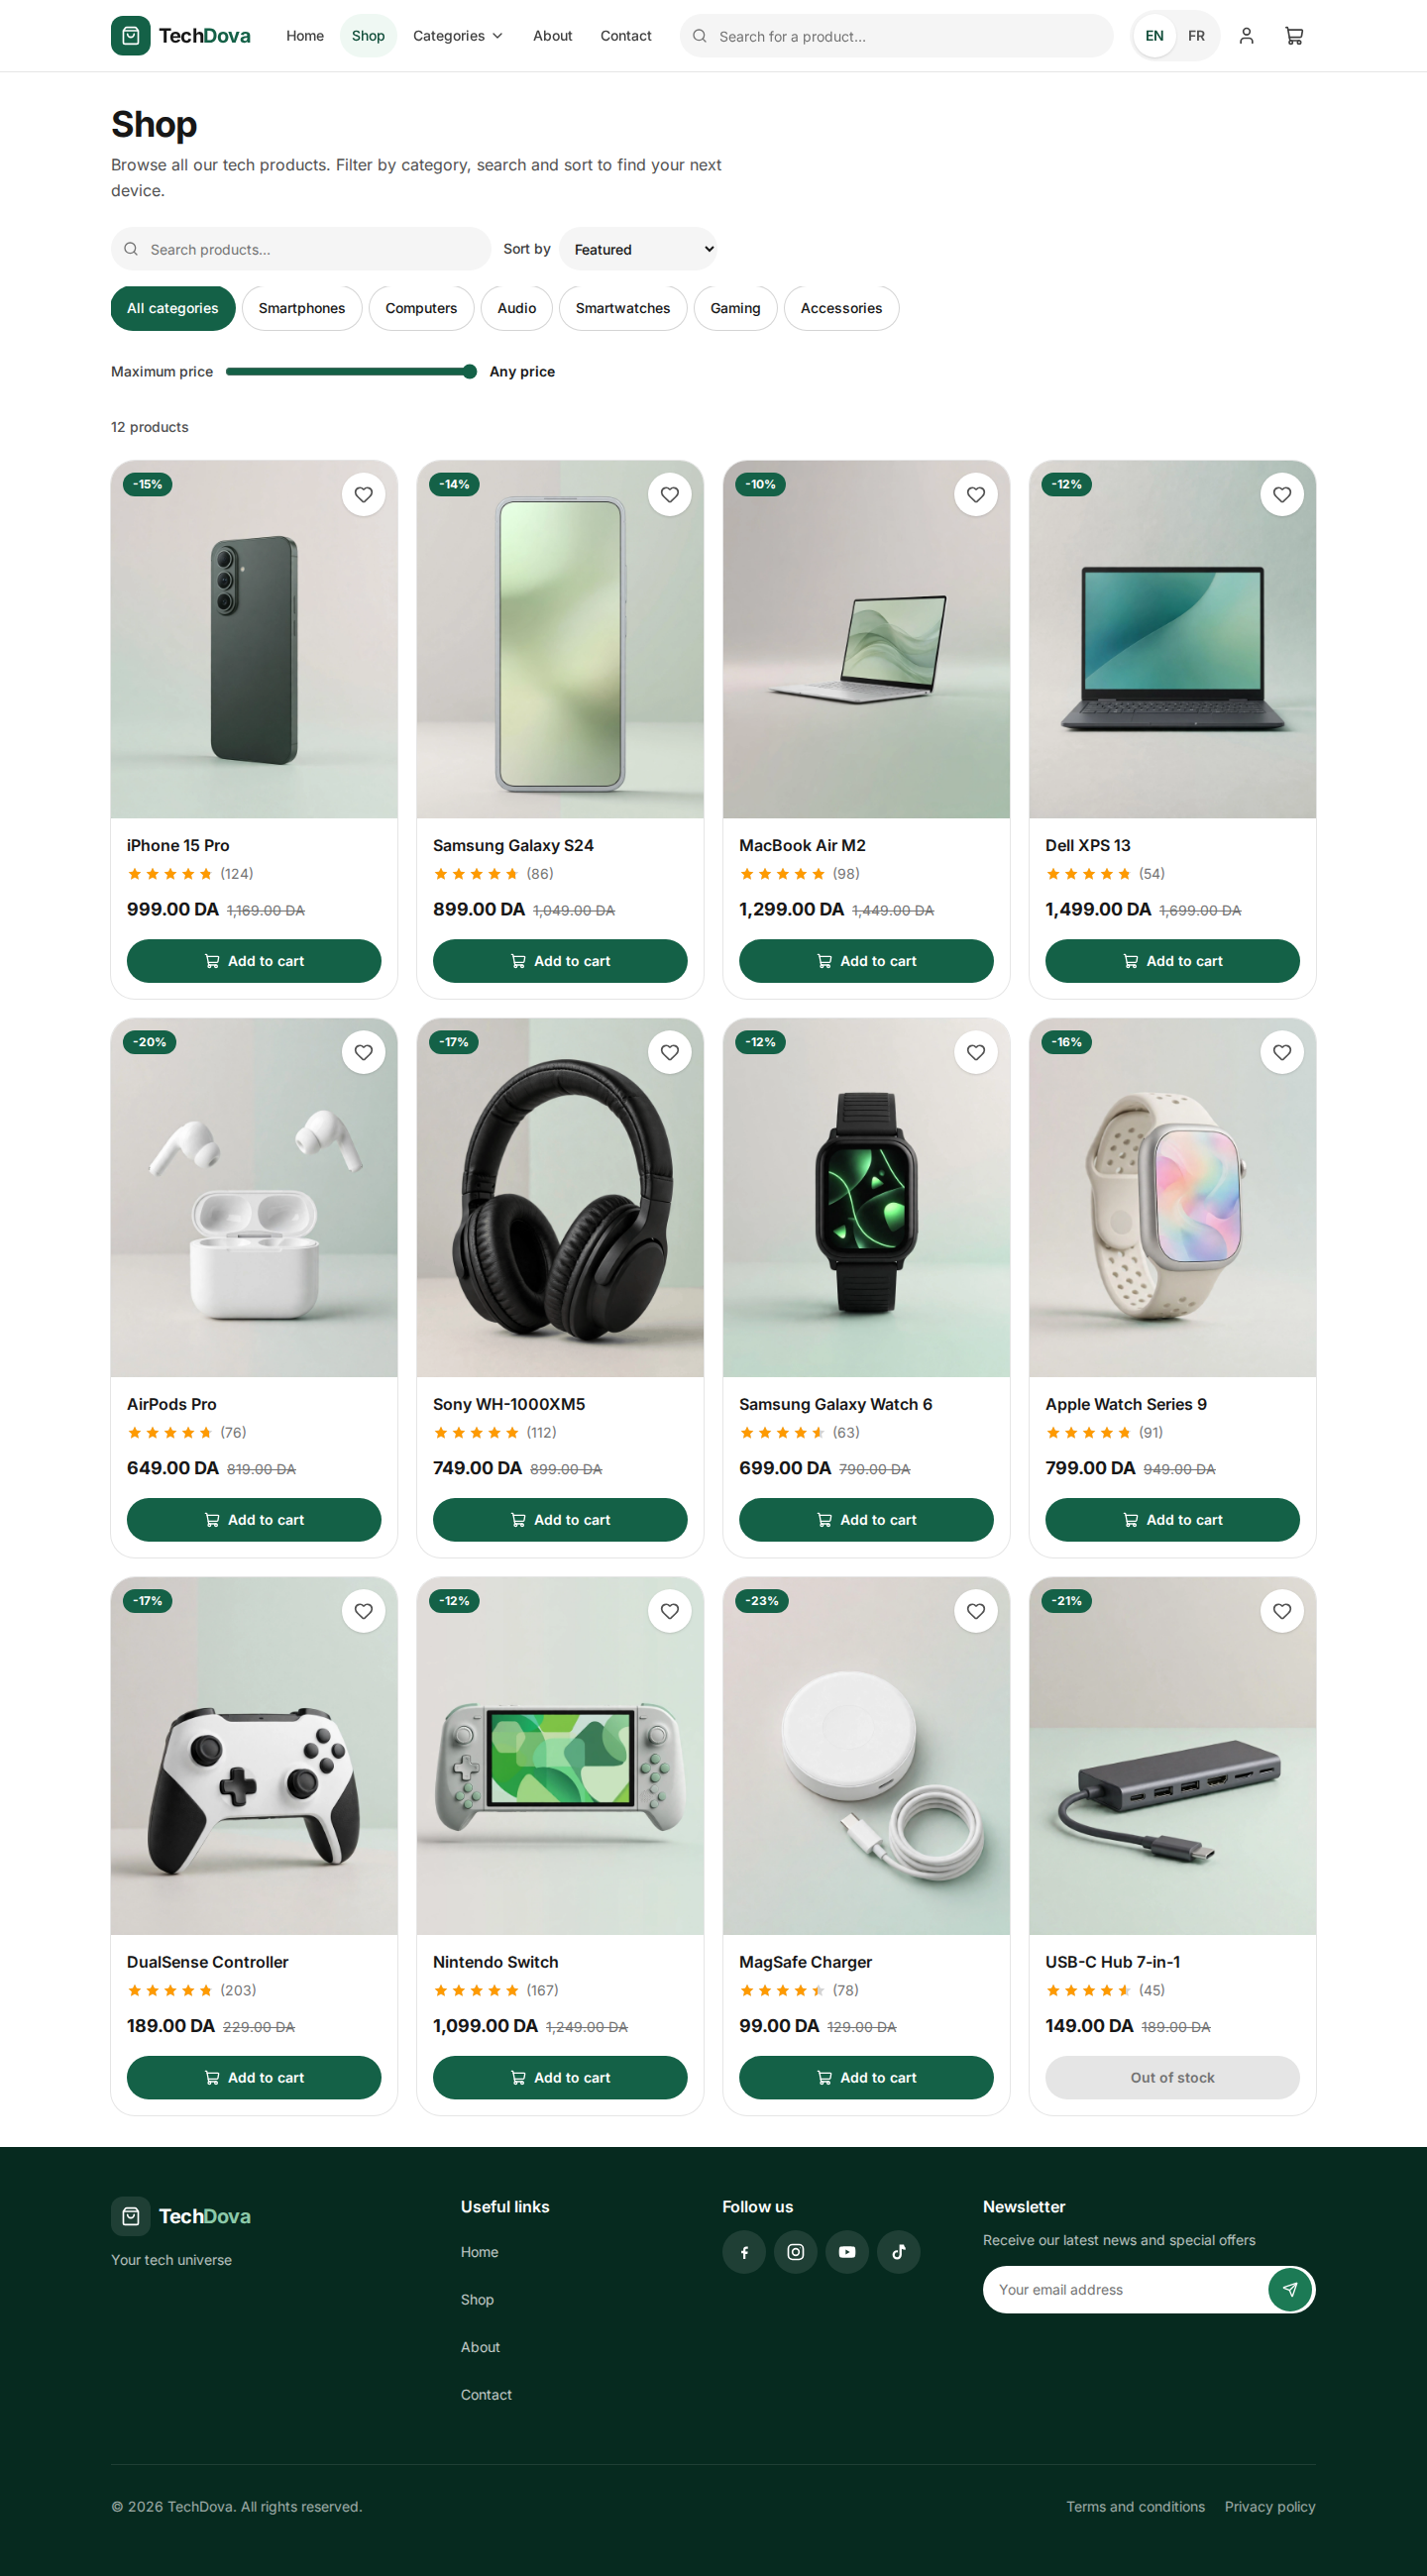 TechDova
Home
Shop
Categories
About
Contact
Search for a product...
EN
FR
Shop
Browse all our tech products. Filter by category, search and sort to find your next
device.
Search products...
Sort by
Featured
All categories
Smartphones
Computers
Audio
Smartwatches
Gaming
Accessories
Maximum price
Any price
12 products
-15%
-14%
-10%
-12%
iPhone 15 Pro
(124)
999.00 DA 1,169.00 DA
Add to cart
Samsung Galaxy S24
(86)
899.00 DA 1,049.00 DA
Add to cart
MacBook Air M2
(98)
1,299.00 DA 1,449.00 DA
Add to cart
Dell XPS 13
(54)
1,499.00 DA 1,699.00 DA
Add to cart
-20%
-17%
-12%
-16%
AirPods Pro
(76)
649.00 DA 819.00 DA
Add to cart
Sony WH-1000XM5
(112)
749.00 DA 899.00 DA
Add to cart
Samsung Galaxy Watch 6
(63)
699.00 DA 790.00 DA
Add to cart
Apple Watch Series 9
(91)
799.00 DA 949.00 DA
Add to cart
-17%
-12%
-23%
-21%
DualSense Controller
(203)
189.00 DA 229.00 DA
Add to cart
Nintendo Switch
(167)
1,099.00 DA 1,249.00 DA
Add to cart
MagSafe Charger
(78)
99.00 DA 129.00 DA
Add to cart
USB-C Hub 7-in-1
(45)
149.00 DA 189.00 DA
Out of stock
TechDova
Your tech universe
Useful links
Home
Shop
About
Contact
Follow us
Newsletter
Receive our latest news and special offers
Your email address
© 2026 TechDova. All rights reserved.
Terms and conditions
Privacy policy